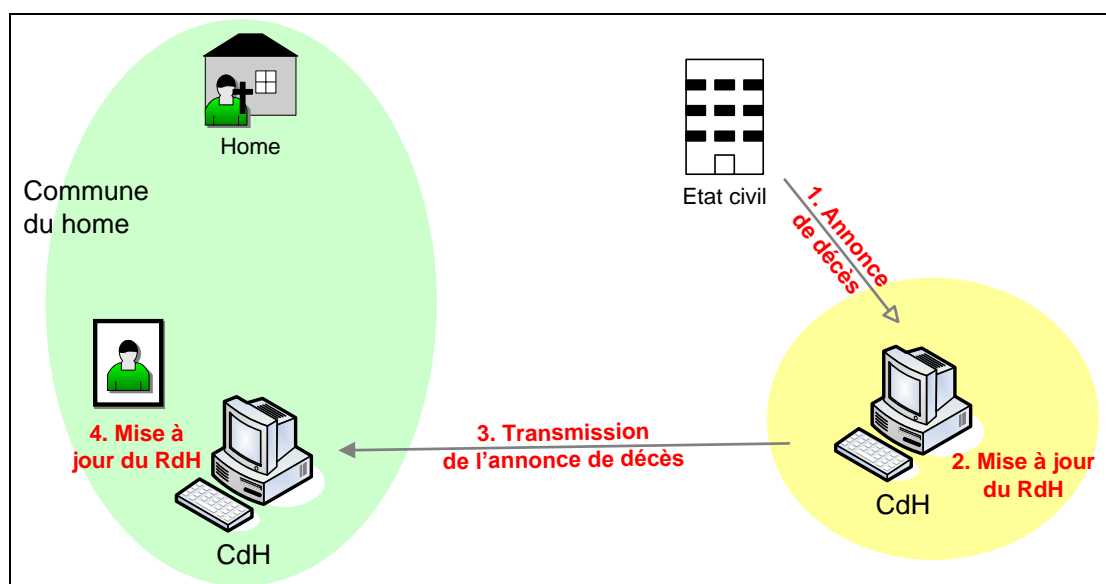 Home
Commune
du home
Etat civil
1. Annonce
de décès
2. Mise à jour
du RdH
CdH
3. Transmission
de l'annonce de décès
4. Mise à
jour du RdH
CdH